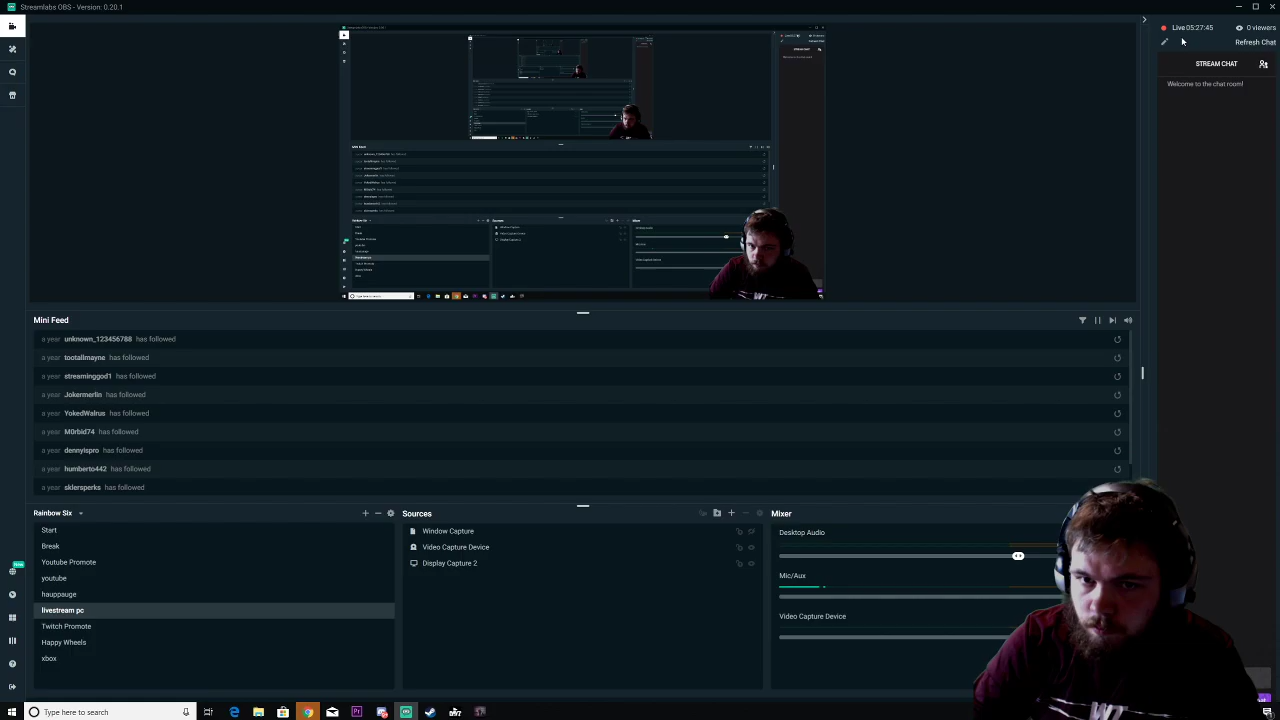 Streamlabs OBS - Version: 0.20.1
Live 05:27:45
0 viewers
Refresh Chat
STREAM CHAT
Welcome to the chat room!
Mini Feed
a year unknown_123456788 has followed
a year tootallmayne has followed
a year streaminggod1 has followed
a year Jokermerlin has followed
a year YokedWalrus has followed
a year M0rbid74 has followed
a year dennyispro has followed
a year humberto442 has followed
a year sklersperks has followed
Rainbow Six
Start
Break
Youtube Promote
youtube
hauppauge
livestream pc
Twitch Promote
Happy Wheels
xbox
Sources
Window Capture
Video Capture Device
Display Capture 2
Mixer
Desktop Audio
Mic/Aux
Video Capture Device
New
Type here to search